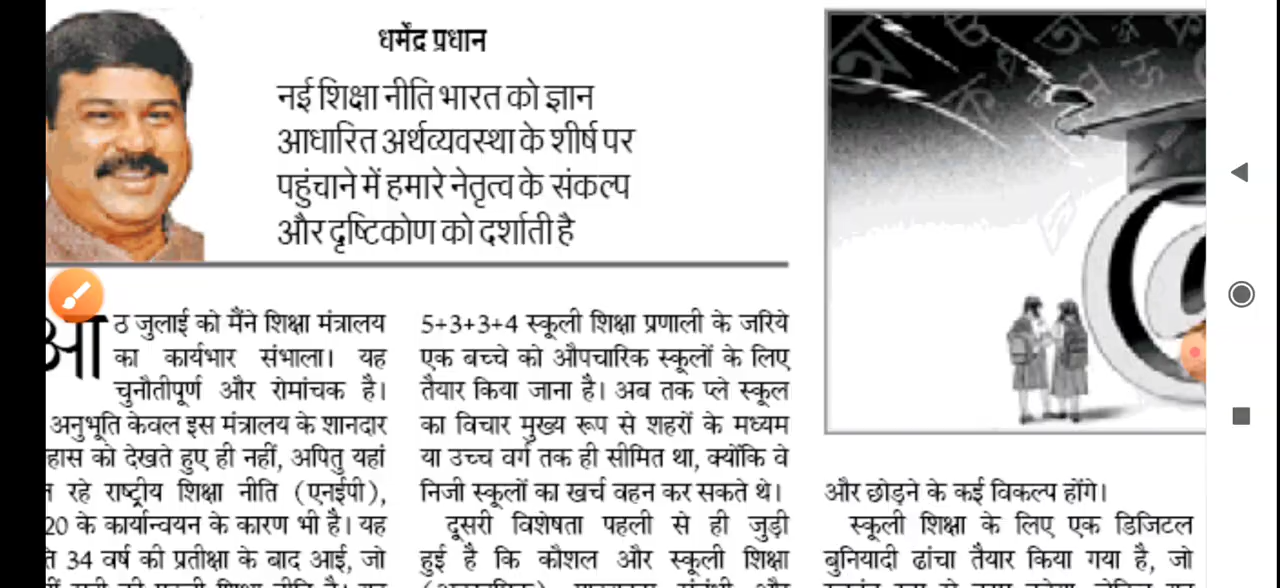 धर्मेंद्र प्रधान
नई शिक्षा नीति भारत को ज्ञान
आधारित अर्थव्यवस्था के शीर्ष पर
पहुंचाने में हमारे नेतृत्व के संकल्प
और दृष्टिकोण को दर्शाती है
आठ जुलाई को मैंने शिक्षा मंत्रालय
का कार्यभार संभाला। यह
चुनौतीपूर्ण और रोमांचक है।
अनुभूति केवल इस मंत्रालय के शानदार
हास को देखते हुए ही नहीं, अपितु यहां
रहे राष्ट्रीय शिक्षा नीति (एनईपी),
20 के कार्यान्वयन के कारण भी है। यह
34 वर्ष की प्रतीक्षा के बाद आई, जो
5+3+3+4 स्कूली शिक्षा प्रणाली के जरिये
एक बच्चे को औपचारिक स्कूलों के लिए
तैयार किया जाना है। अब तक प्ले स्कूल
का विचार मुख्य रूप से शहरों के मध्यम
या उच्च वर्ग तक ही सीमित था, क्योंकि वे
निजी स्कूलों का खर्च वहन कर सकते थे।
दूसरी विशेषता पहली से ही जुड़ी
हुई है कि कौशल और स्कूली शिक्षा
और छोड़ने के कई विकल्प होंगे।
स्कूली शिक्षा के लिए एक डिजिटल
बुनियादी ढांचा तैयार किया गया है, जो